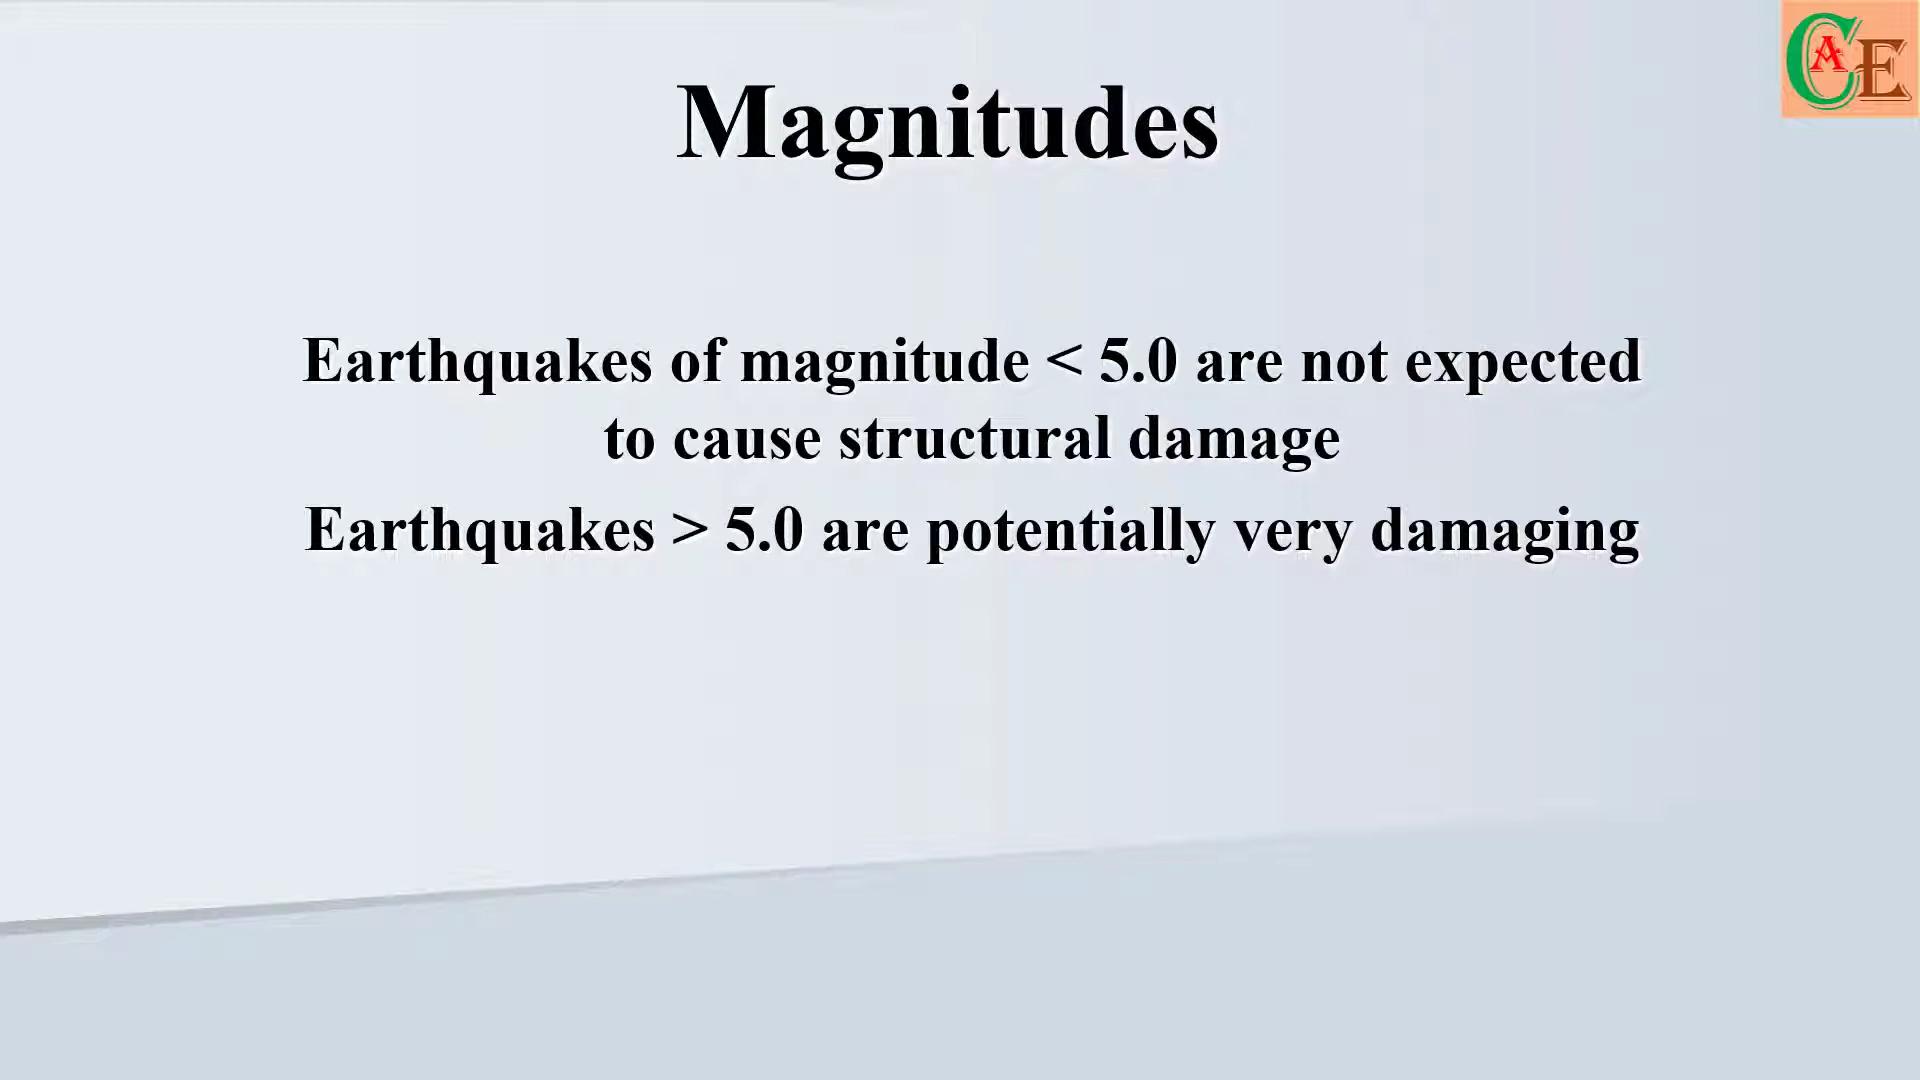 CAE
Magnitudes
Earthquakes of magnitude < 5.0 are not expected
to cause structural damage
Earthquakes > 5.0 are potentially very damaging